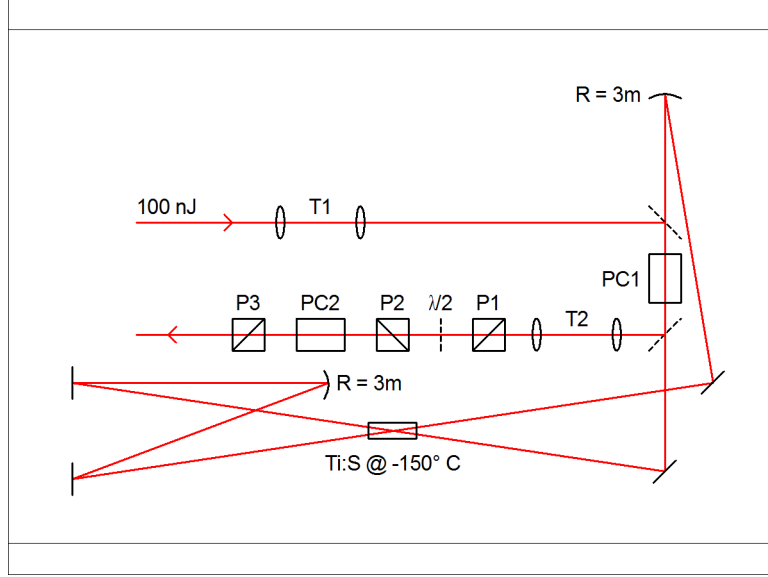 R = 3m
100 nJ
T1
PC1
P3
PC2
P2
λ/2
P1
T2
R = 3m
Ti:S @ -150° C